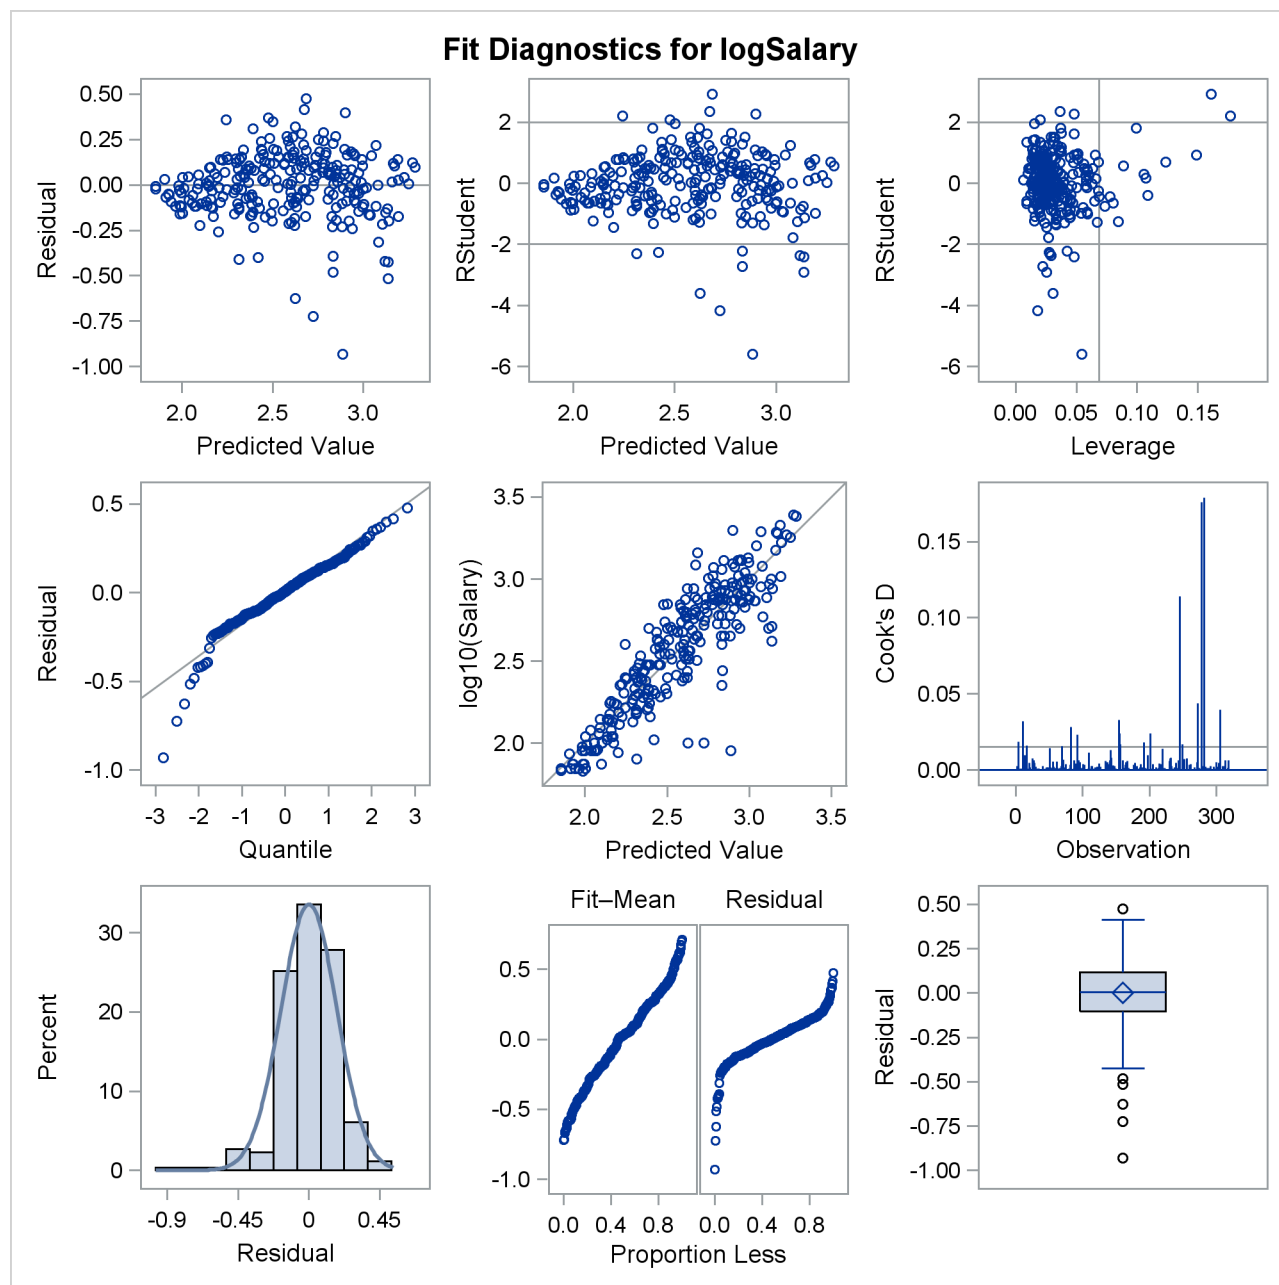 Fit Diagnostics for logSalary
Residual
0.50
0.25
0.00
-0.25
-0.50
-0.75
-1.00
2.0 2.5 3.0
Predicted Value
RStudent
2
0
-2
-4
-6
2.0 2.5 3.0
Predicted Value
RStudent
2
0
-2
-4
-6
0.00 0.05 0.10 0.15
Leverage
Residual
0.5
0.0
-0.5
-1.0
-3 -2 -1 0 1 2 3
Quantile
log10(Salary)
3.5
3.0
2.5
2.0
2.0 2.5 3.0 3.5
Predicted Value
Cook's D
0.15
0.10
0.05
0.00
0 100 200 300
Observation
Percent
30
20
10
0
-0.9 -0.45 0 0.45
Residual
Fit–Mean Residual
0.5
0.0
-0.5
-1.0
0.0 0.4 0.8 0.0 0.4 0.8
Proportion Less
Residual
0.50
0.25
0.00
-0.25
-0.50
-0.75
-1.00